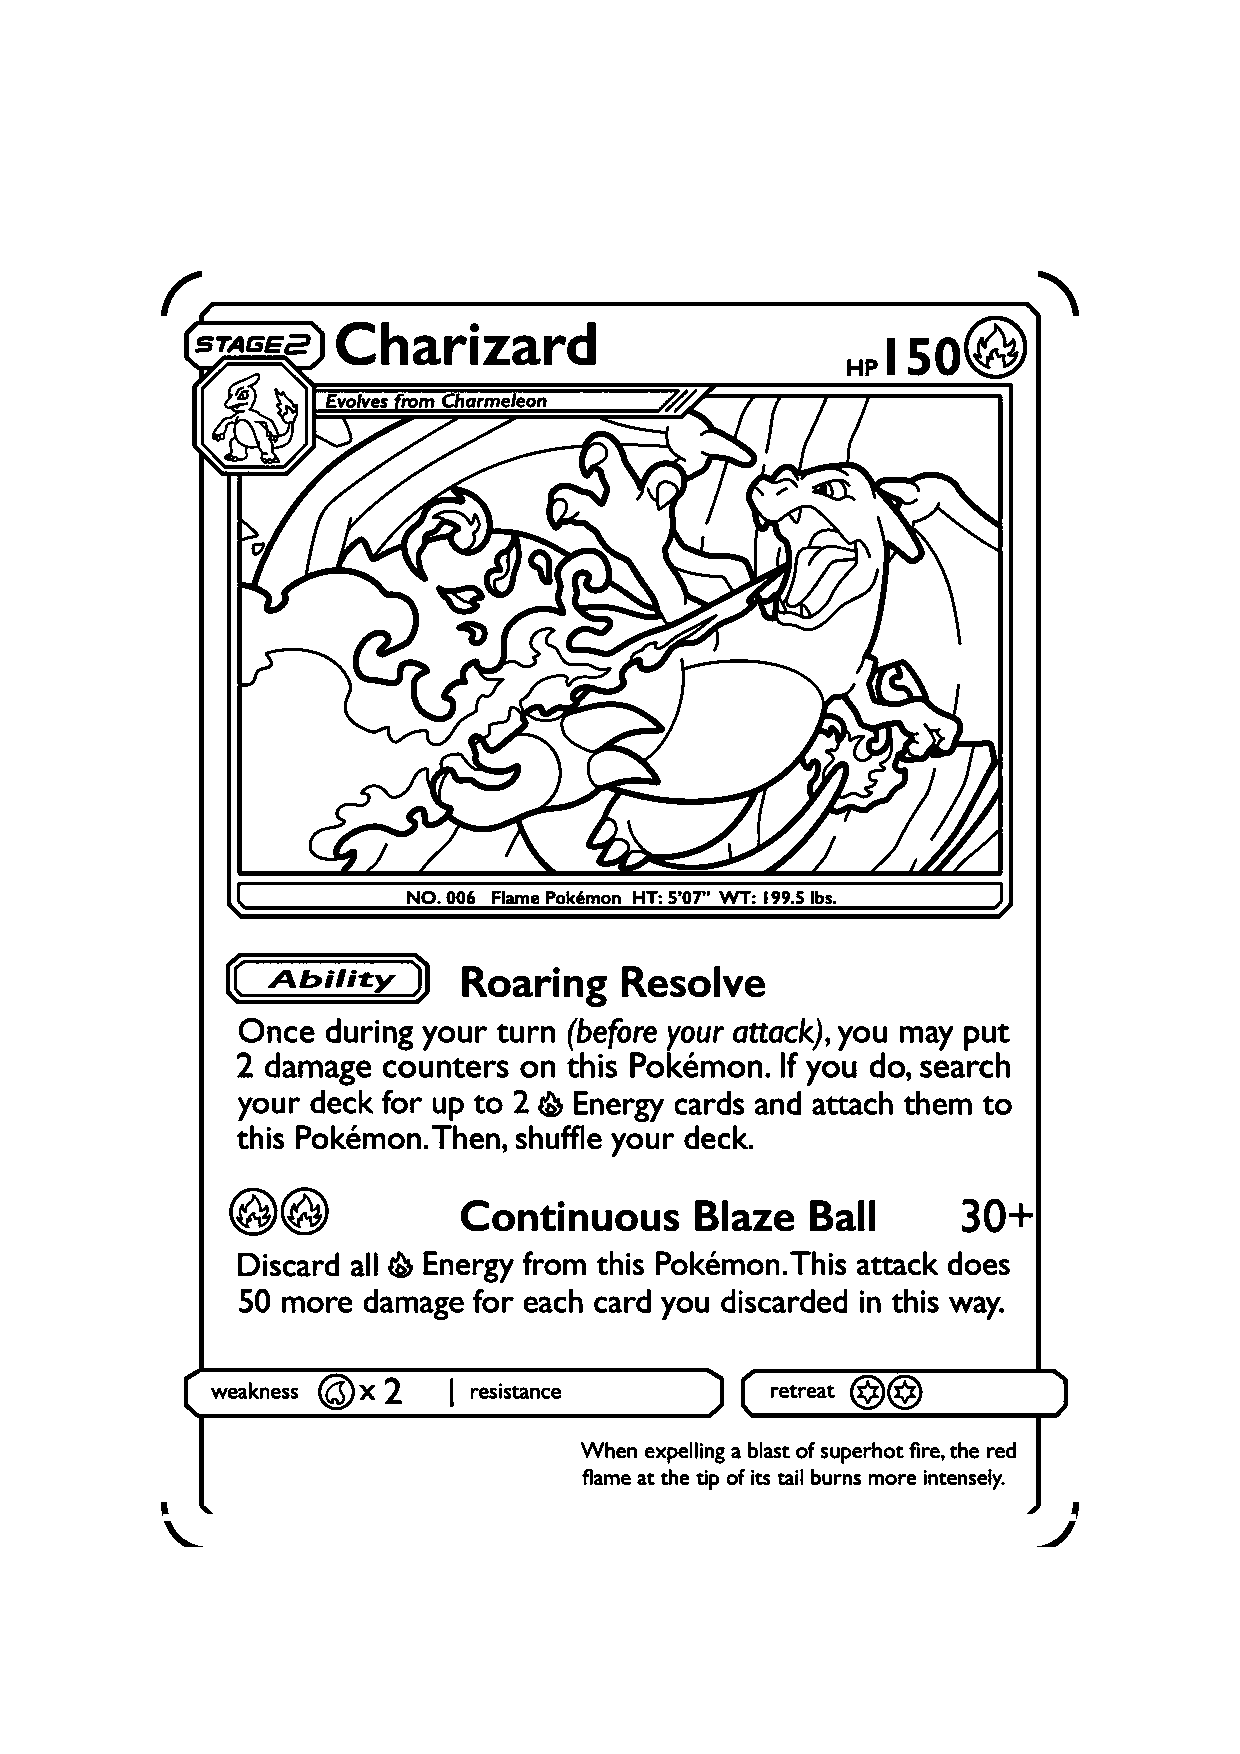 STAGE2 Charizard HP150
Evolves from Charmeleon
NO. 006 Flame Pokémon HT: 5'07" WT: 199.5 lbs.
Ability Roaring Resolve
Once during your turn (before your attack), you may put
2 damage counters on this Pokémon. If you do, search
your deck for up to 2 Energy cards and attach them to
this Pokémon. Then, shuffle your deck.
Continuous Blaze Ball 30+
Discard all Energy from this Pokémon. This attack does
50 more damage for each card you discarded in this way.
weakness x 2 | resistance retreat
When expelling a blast of superhot fire, the red
flame at the tip of its tail burns more intensely.